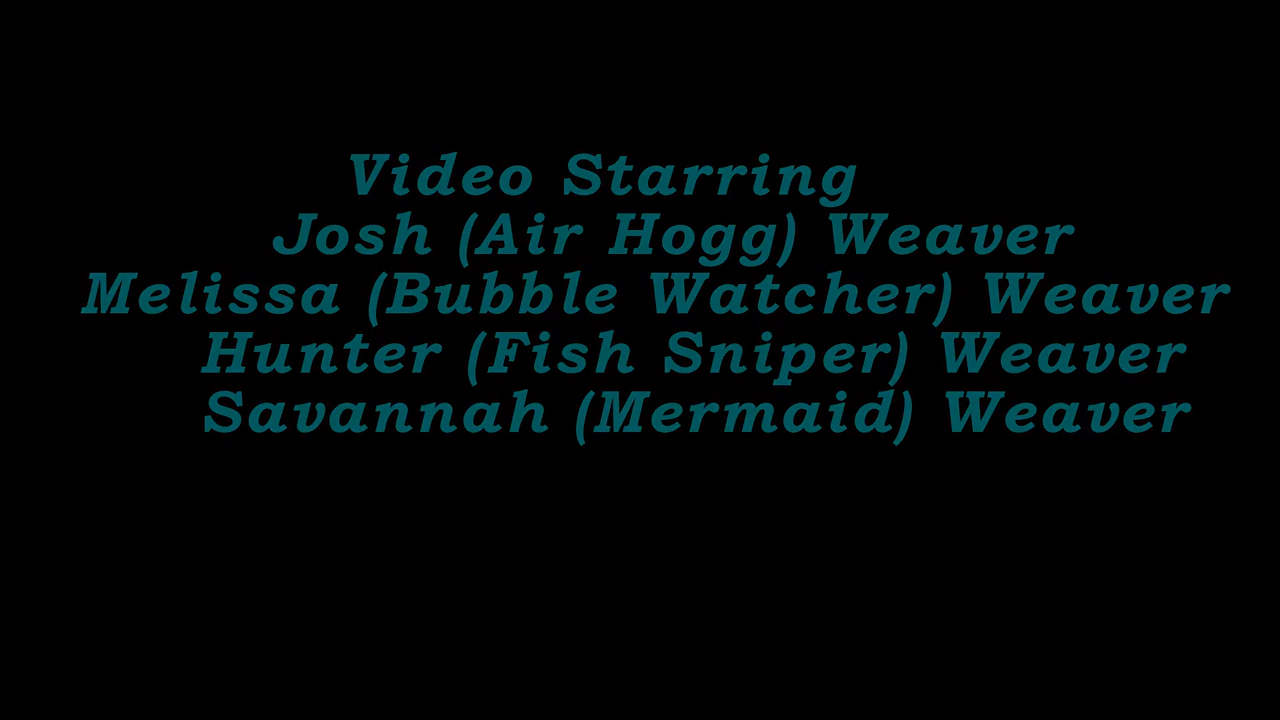 Video Starring
Josh (Air Hogg) Weaver
Melissa (Bubble Watcher) Weaver
Hunter (Fish Sniper) Weaver
Savannah (Mermaid) Weaver